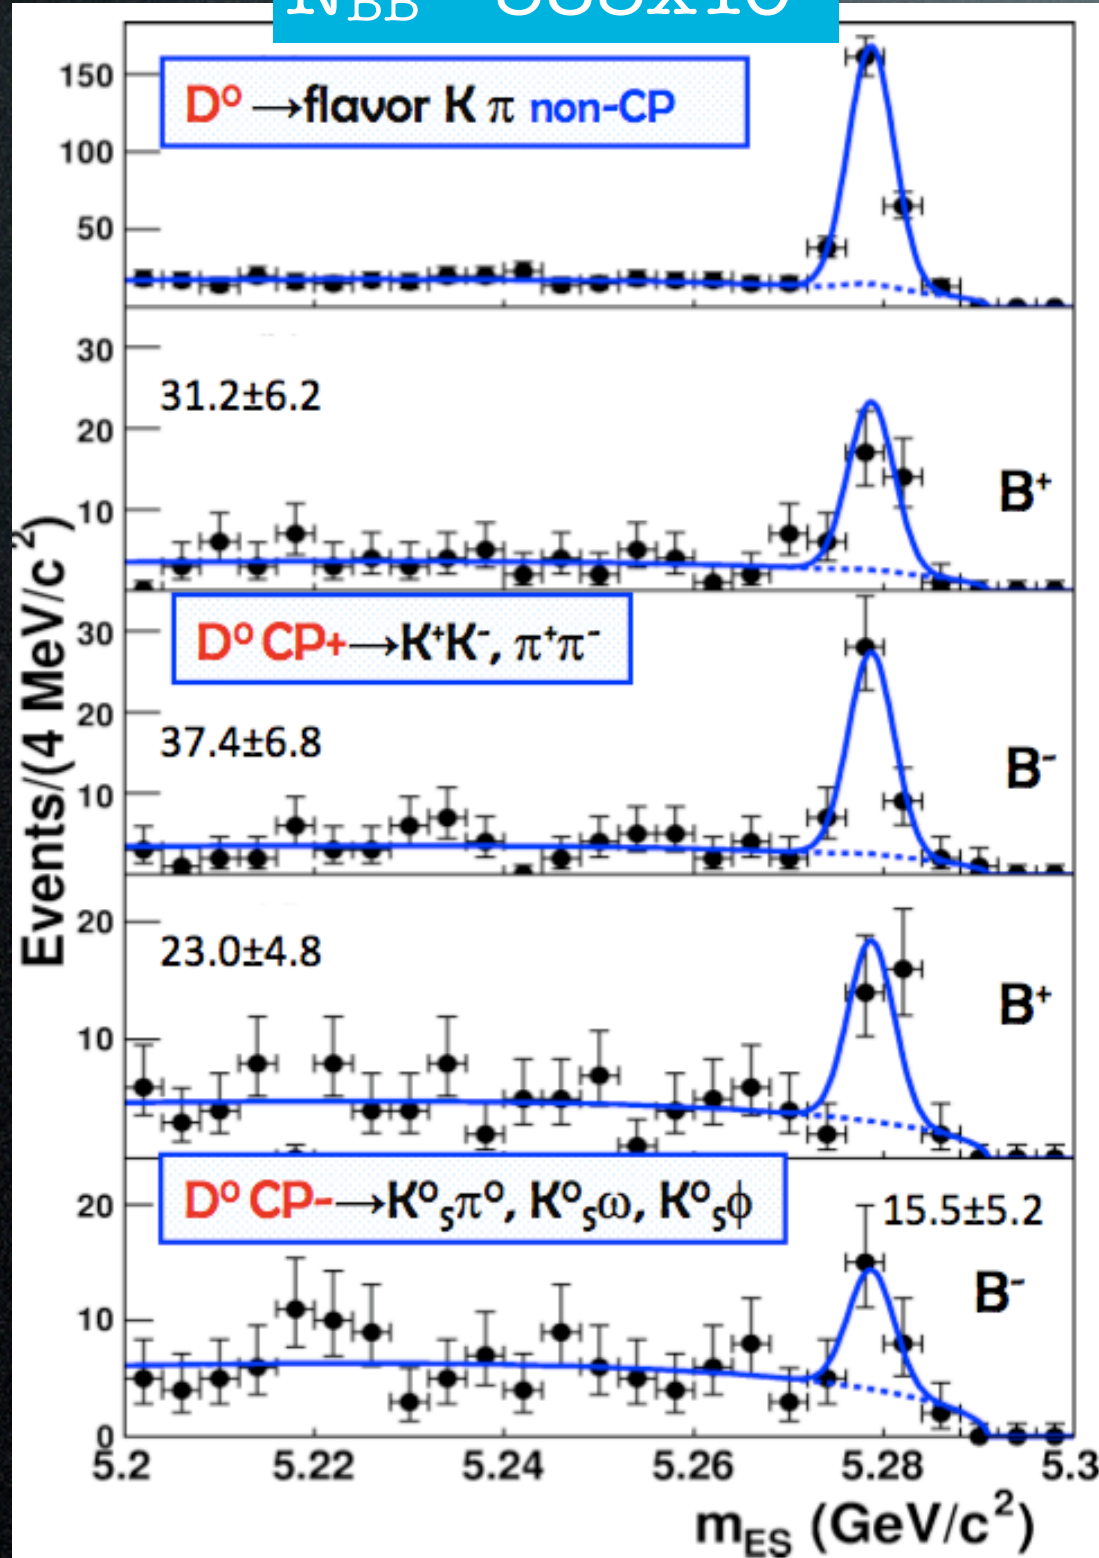 150
D⁰→flavor K π non-CP
100
50
30
31.2±6.2
20
B⁺
10
30
D⁰ CP+→K⁺K⁻, π⁺π⁻
20
37.4±6.8
B⁻
10
20
23.0±4.8
B⁺
10
D⁰ CP-→K⁰sπ⁰, K⁰sω, K⁰sϕ
20
15.5±5.2
B⁻
10
0
5.2 5.22 5.24 5.26 5.28 5.3
mES (GeV/c²)
Events/(4 MeV/c²)